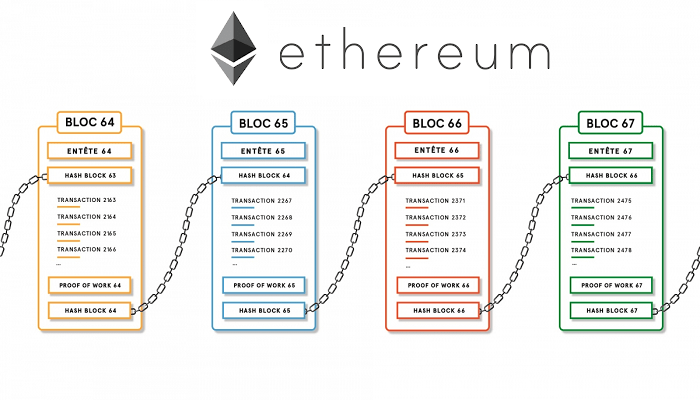 ethereum
BLOC 64
ENTÊTE 64
HASH BLOCK 63
TRANSACTION 2163
TRANSACTION 2164
TRANSACTION 2165
TRANSACTION 2166
...
PROOF OF WORK 64
HASH BLOCK 64
BLOC 65
ENTÊTE 65
HASH BLOCK 64
TRANSACTION 2267
TRANSACTION 2268
TRANSACTION 2269
TRANSACTION 2270
...
PROOF OF WORK 65
HASH BLOCK 65
BLOC 66
ENTÊTE 66
HASH BLOCK 65
TRANSACTION 2371
TRANSACTION 2372
TRANSACTION 2373
TRANSACTION 2374
...
PROOF OF WORK 66
HASH BLOCK 66
BLOC 67
ENTÊTE 67
HASH BLOCK 66
TRANSACTION 2475
TRANSACTION 2476
TRANSACTION 2477
TRANSACTION 2478
...
PROOF OF WORK 67
HASH BLOCK 67